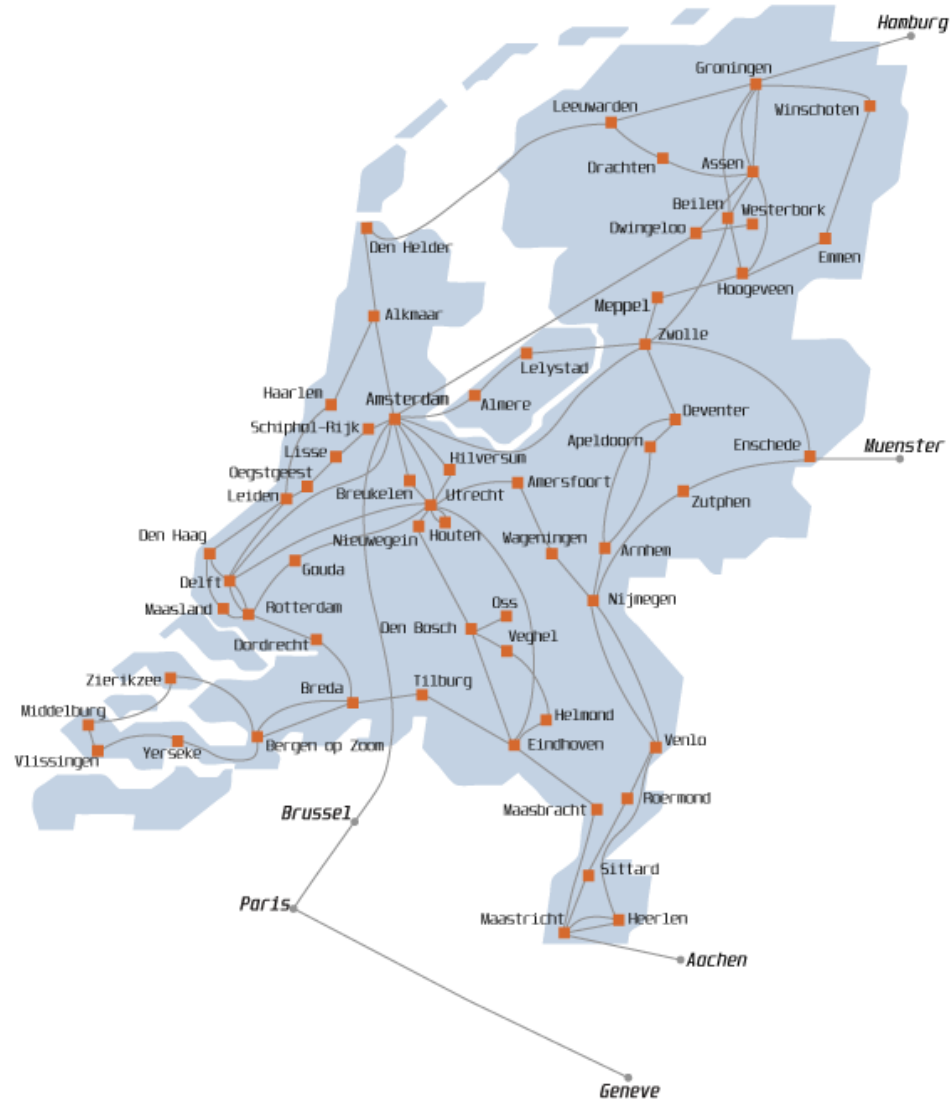 Hamburg
Groningen
Leeuwarden
Winschoten
Drachten
Assen
Beilen
Westerbork
Dwingeloo
Den Helder
Emmen
Hoogeveen
Meppel
Alkmaar
Zwolle
Lelystad
Haarlem
Amsterdam
Almere
Deventer
Schiphol-Rijk
Apeldoorn
Enschede
Muenster
Lisse
Hilversum
Oegstgeest
Leiden
Breukelen
Utrecht
Amersfoort
Zutphen
Den Haag
Nieuwegein
Houten
Wageningen
Arnhem
Gouda
Delft
Maasland
Rotterdam
Oss
Nijmegen
Den Bosch
Veghel
Dordrecht
Zierikzee
Breda
Tilburg
Middelburg
Helmond
Vlissingen
Yerseke
Bergen op Zoom
Eindhoven
Venlo
Roermond
Maasbracht
Brussel
Sittard
Paris
Maastricht
Heerlen
Aachen
Geneve